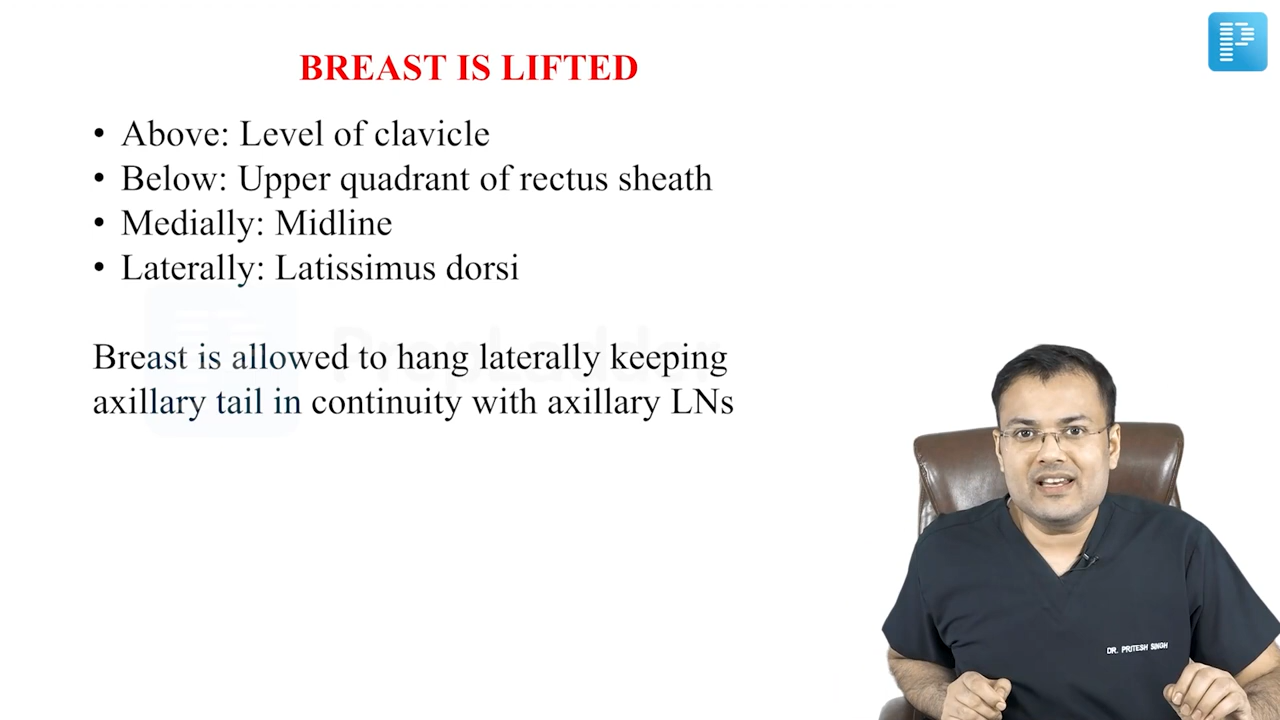 BREAST IS LIFTED
• Above: Level of clavicle
• Below: Upper quadrant of rectus sheath
• Medially: Midline
• Laterally: Latissimus dorsi
Breast is allowed to hang laterally keeping
axillary tail in continuity with axillary LNs
PrepLadder
DR. PRITESH SINGH